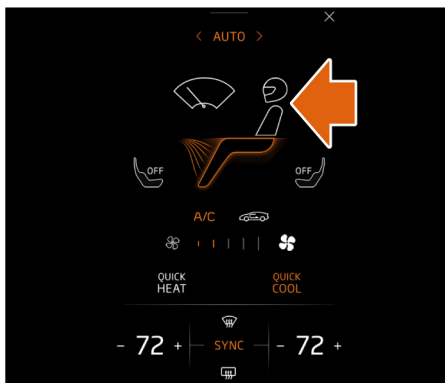 < AUTO >
OFF
OFF
A/C
QUICK
HEAT
QUICK
COOL
- 72 + SYNC - 72 +